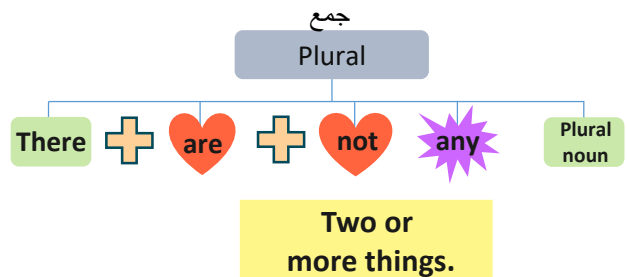 جمع
Plural
There are not any Plural
noun
Two or
more things.